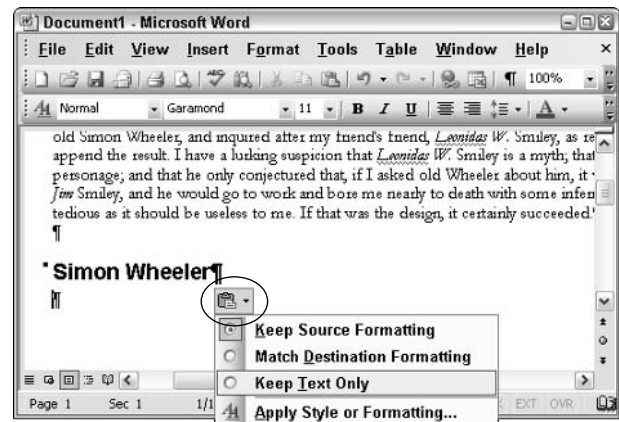 Document1 - Microsoft Word
File Edit View Insert Format Tools Table Window Help
¶ 100%
Normal Garamond 11 B I U A
old Simon Wheeler, and inquired after my friend's friend, Leonidas W. Smiley, as re
append the result. I have a lurking suspicion that Leonidas W. Smiley is a myth; that
personage; and that he only conjectured that, if I asked old Wheeler about him, it
Jim Smiley, and he would go to work and bore me nearly to death with some infern
tedious as it should be useless to me. If that was the design, it certainly succeeded."
¶
Simon Wheeler¶
¶
Keep Source Formatting
Match Destination Formatting
Keep Text Only
Page 1 Sec 1 1/1 EXT OVR
Apply Style or Formatting...